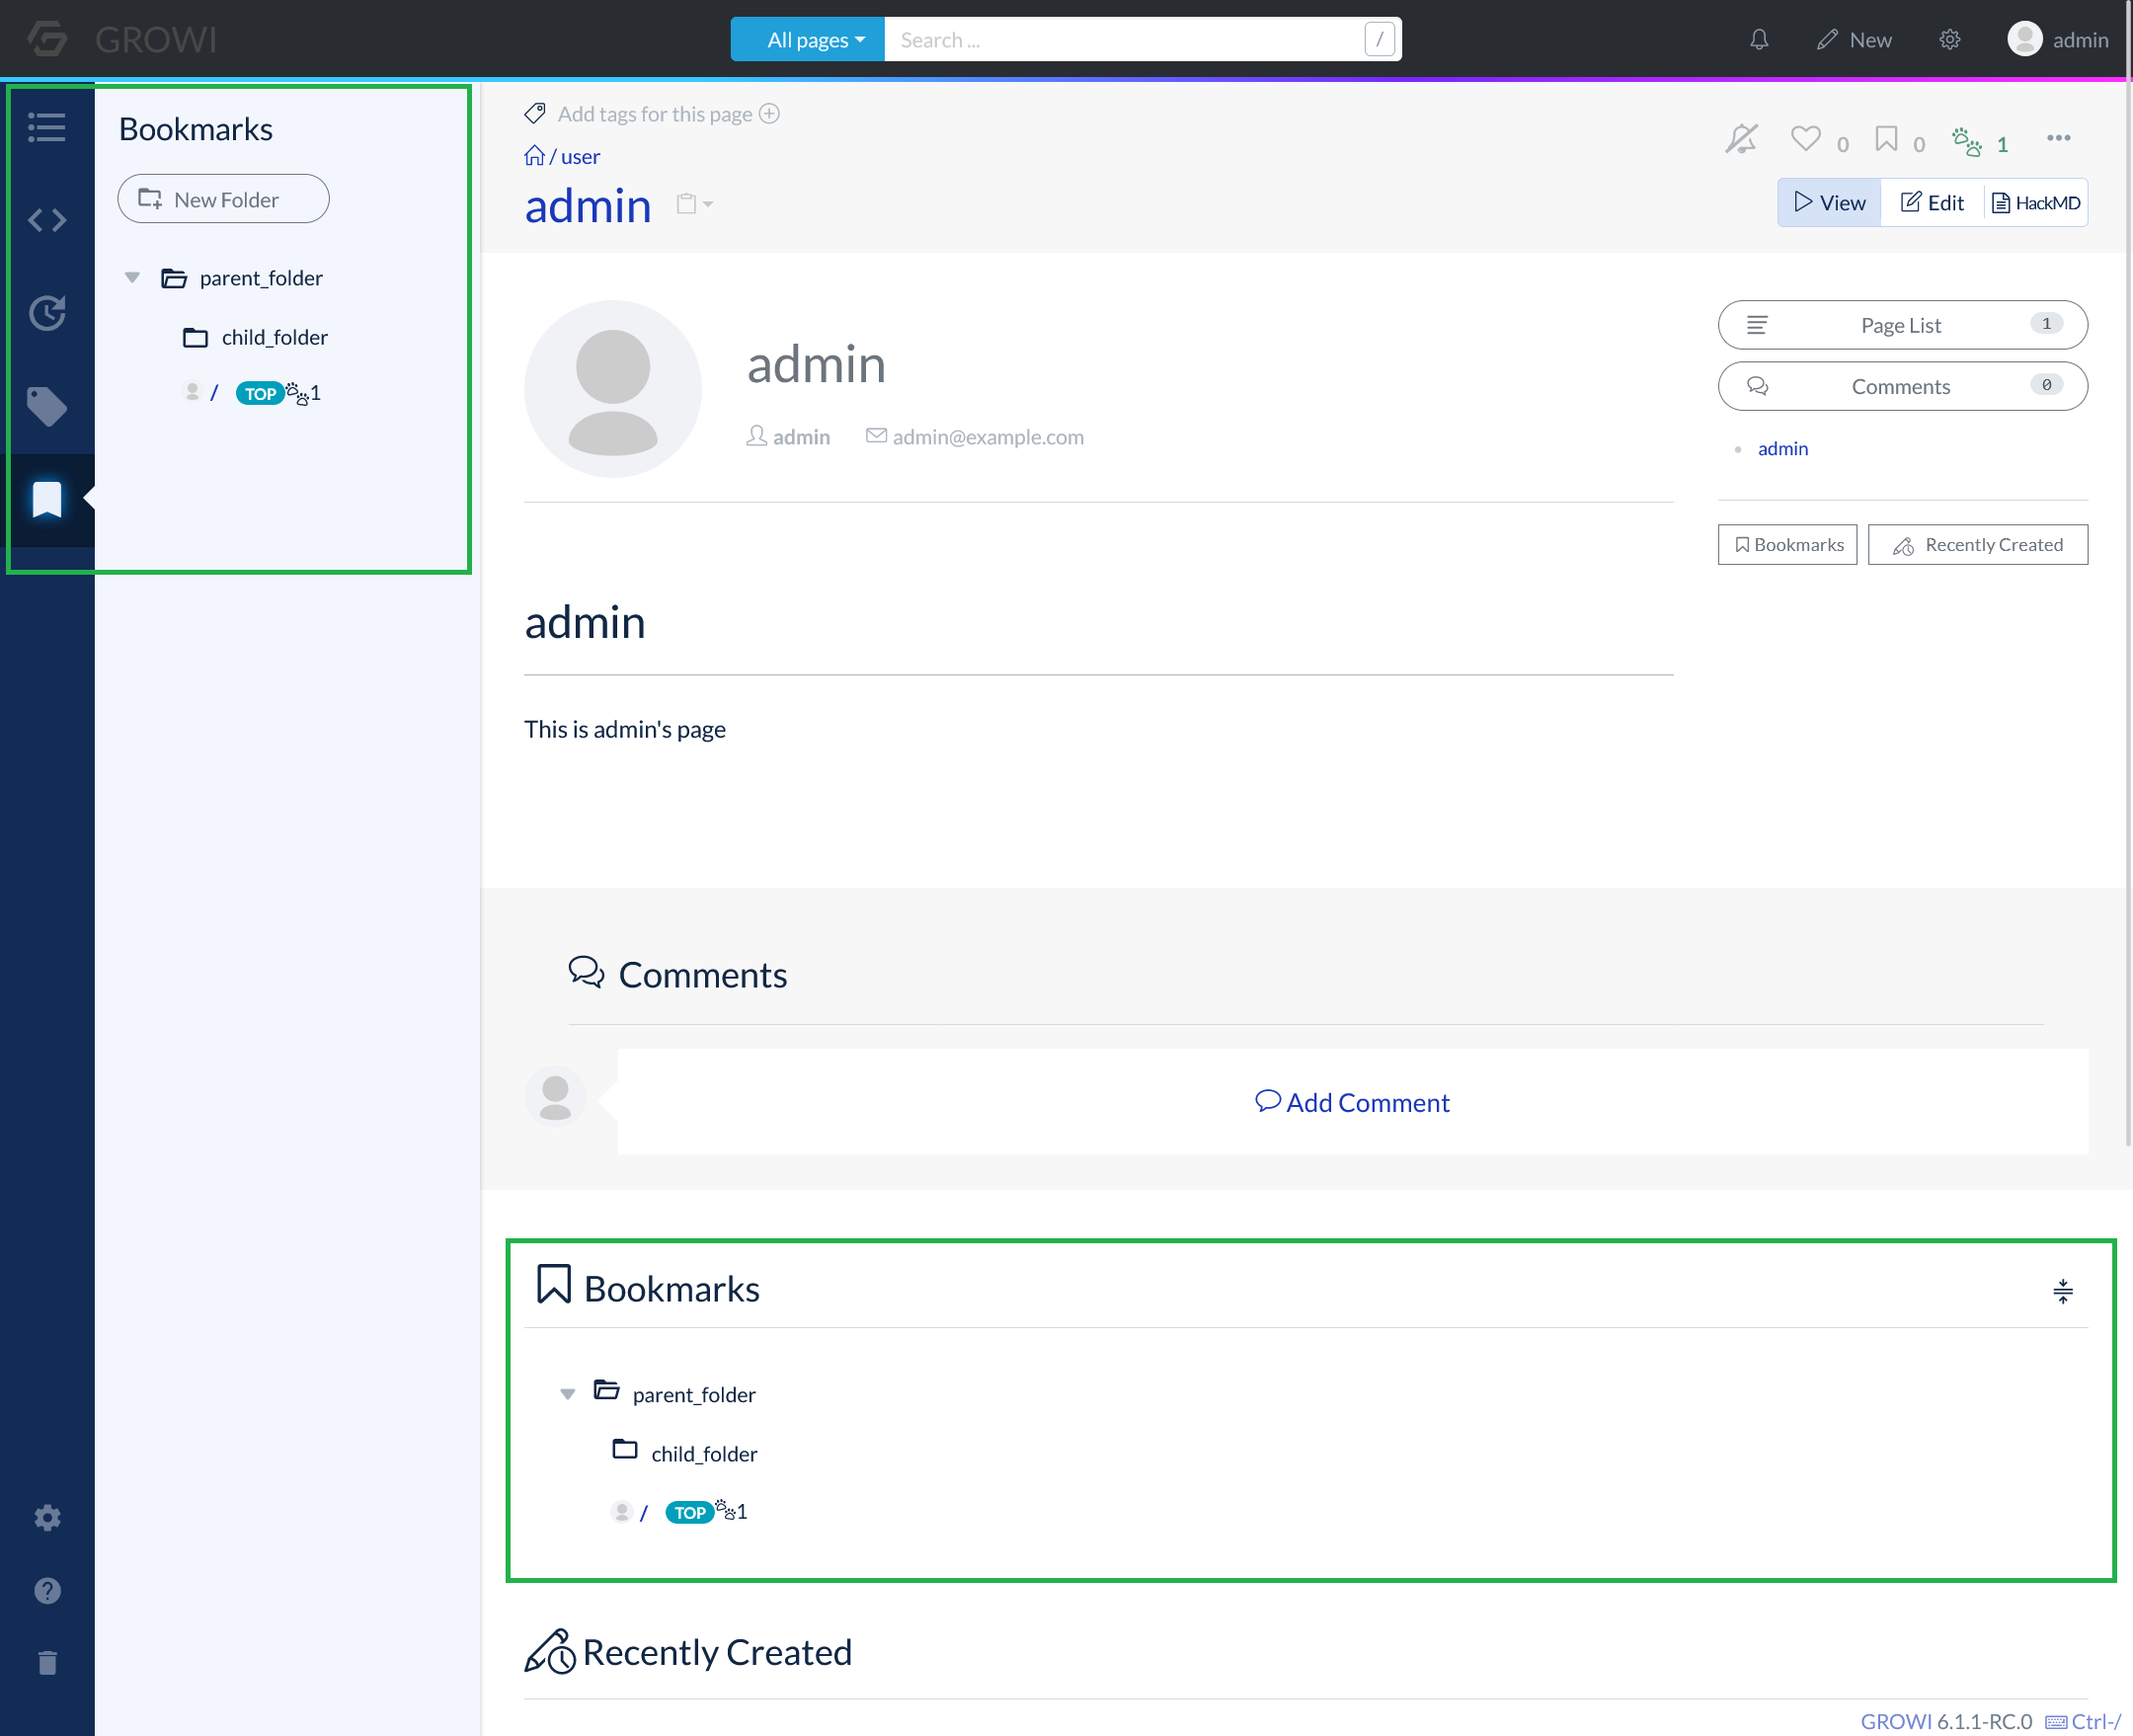 GROWI
All pages
Search ...
/
New
admin
Bookmarks
New Folder
parent_folder
child_folder
/ TOP 1
Add tags for this page
/ user
admin
0
0
1
View
Edit
HackMD
admin
admin
admin@example.com
Page List 1
Comments 0
admin
Bookmarks
Recently Created
admin
This is admin's page
Comments
Add Comment
Bookmarks
parent_folder
child_folder
/ TOP 1
Recently Created
GROWI 6.1.1-RC.0 Ctrl-/